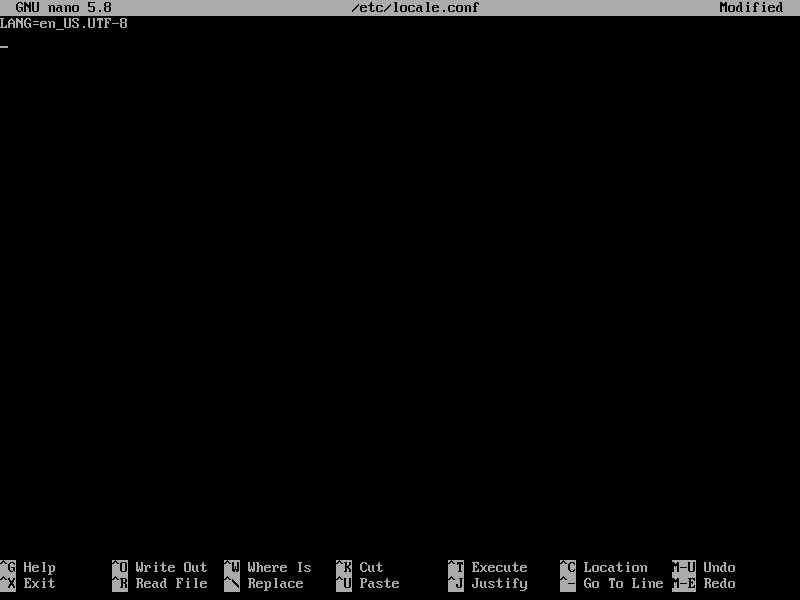 GNU nano 5.8 /etc/locale.conf Modified
LANG=en_US.UTF-8
^G Help ^O Write Out ^W Where Is ^K Cut ^T Execute ^C Location M-U Undo
^X Exit ^R Read File ^\ Replace ^U Paste ^J Justify ^- Go To Line M-E Redo